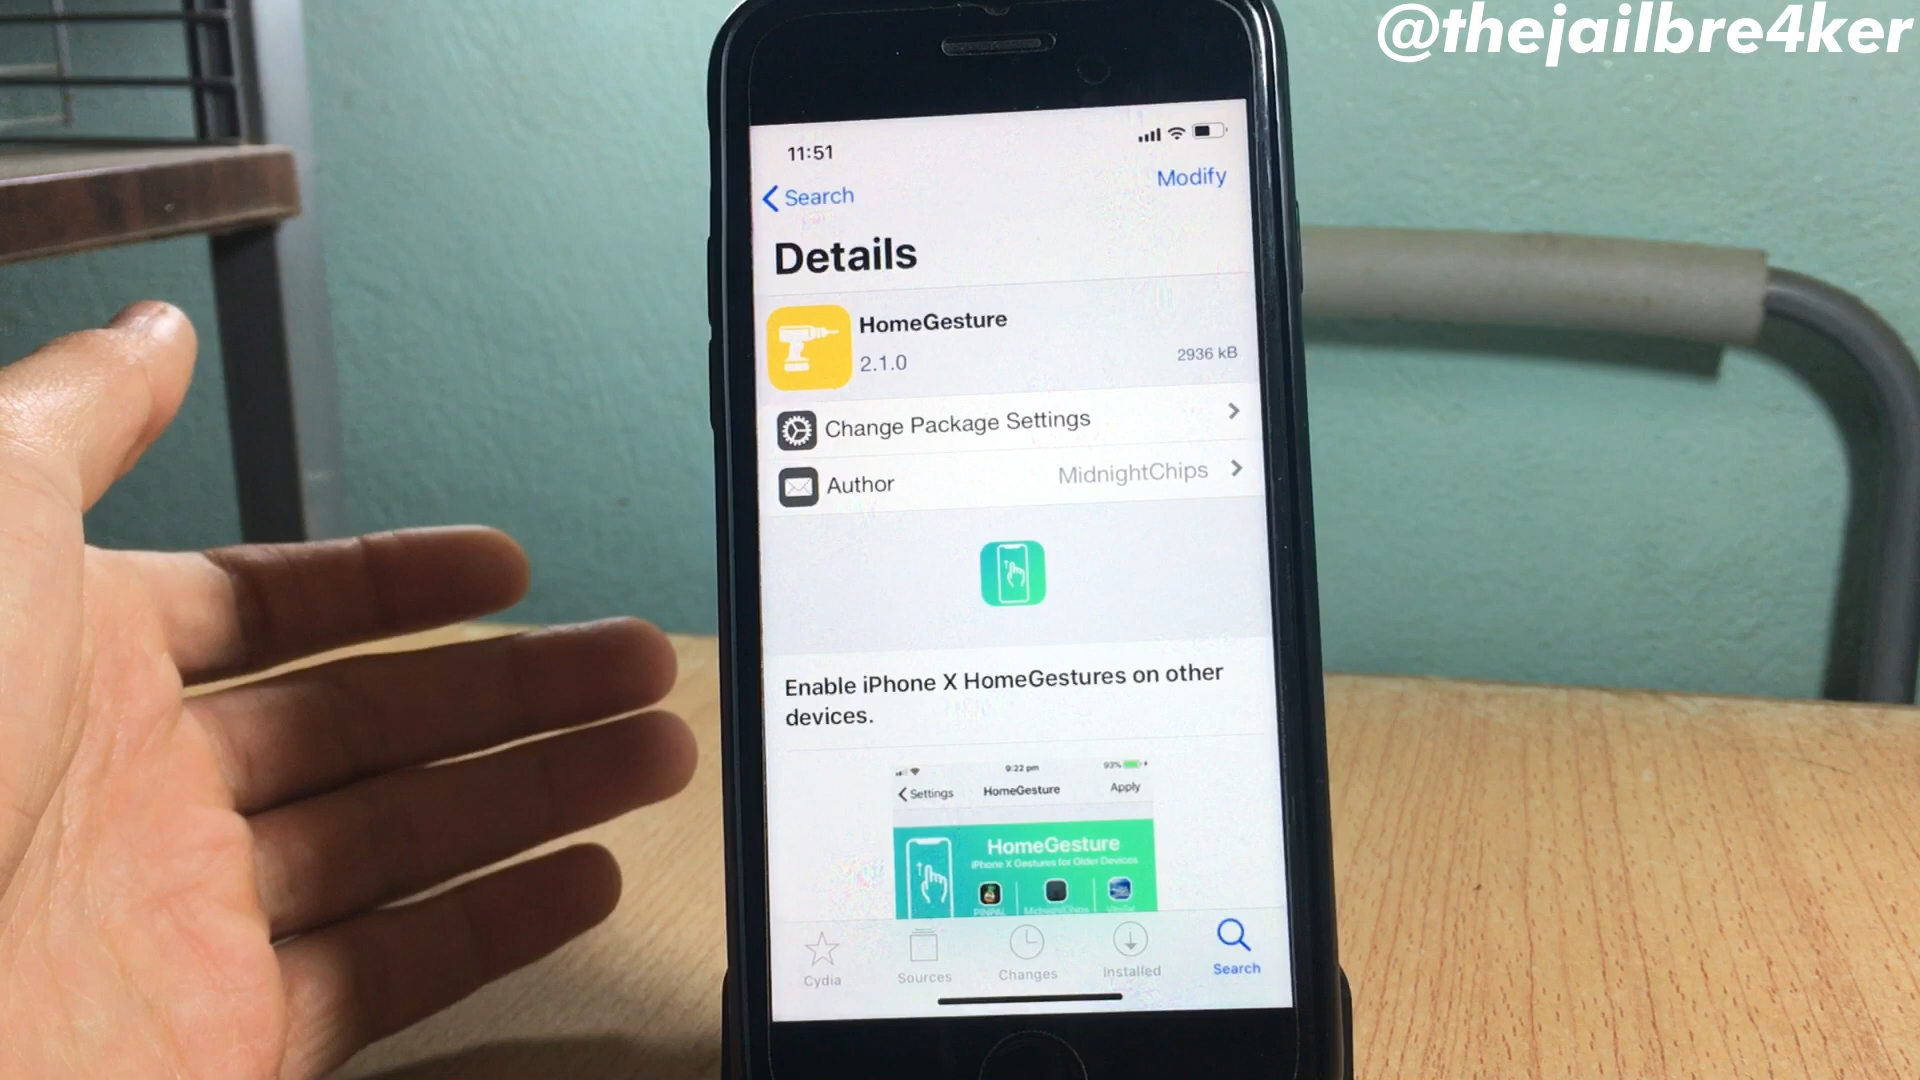 @thejailbre4ker
11:51
Search
Modify
Details
HomeGesture
2.1.0
2936 kB
Change Package Settings
Author
MidnightChips
Enable iPhone X HomeGestures on other
devices.
9:22 pm
93%
Settings
HomeGesture
Apply
HomeGesture
iPhone X Gestures for Older Devices
MidnightChips
Cydia
Sources
Changes
Installed
Search